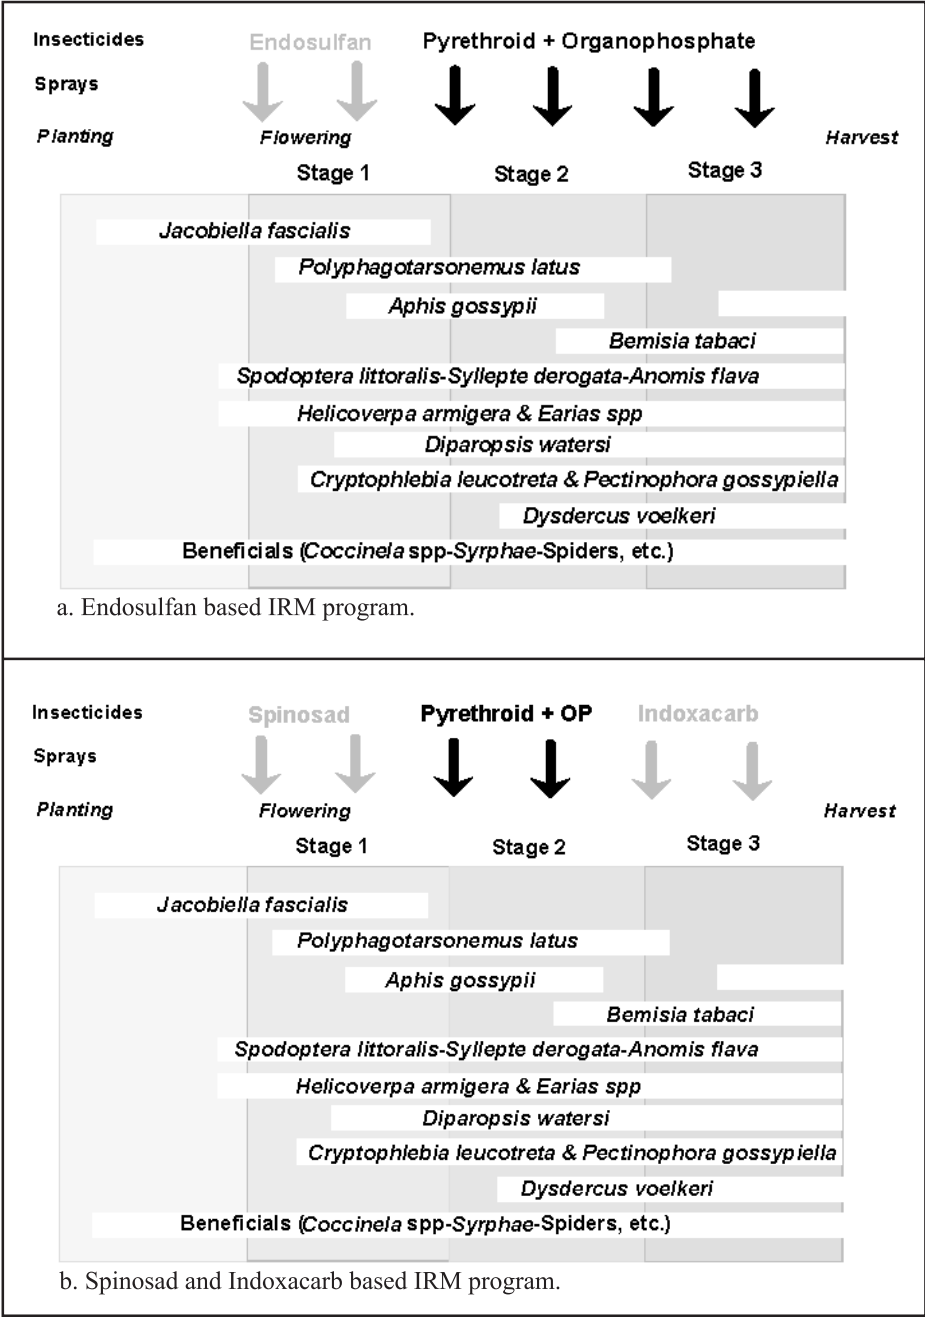 Insecticides Endosulfan Pyrethroid + Organophosphate
Sprays
Planting Flowering Harvest
Stage 1 Stage 2 Stage 3
Jacobiella fascialis
Polyphagotarsonemus latus
Aphis gossypii
Bemisia tabaci
Spodoptera littoralis-Syllepte derogata-Anomis flava
Helicoverpa armigera & Earias spp
Diparopsis watersi
Cryptophlebia leucotreta & Pectinophora gossypiella
Dysdercus voelkeri
Beneficials (Coccinela spp-Syrphae-Spiders, etc.)
a. Endosulfan based IRM program.
Insecticides Spinosad Pyrethroid + OP Indoxacarb
Sprays
Planting Flowering Harvest
Stage 1 Stage 2 Stage 3
Jacobiella fascialis
Polyphagotarsonemus latus
Aphis gossypii
Bemisia tabaci
Spodoptera littoralis-Syllepte derogata-Anomis flava
Helicoverpa armigera & Earias spp
Diparopsis watersi
Cryptophlebia leucotreta & Pectinophora gossypiella
Dysdercus voelkeri
Beneficials (Coccinela spp-Syrphae-Spiders, etc.)
b. Spinosad and Indoxacarb based IRM program.